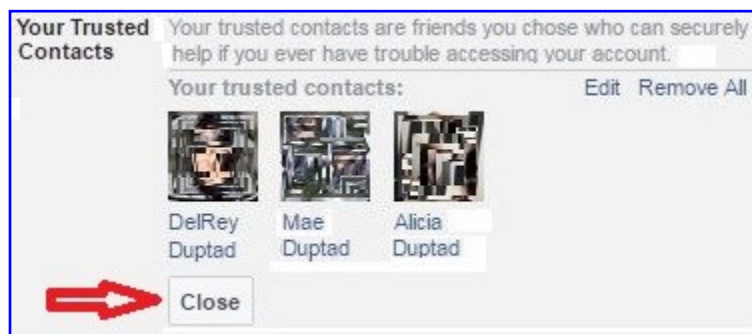 Your Trusted Contacts
Your trusted contacts are friends you chose who can securely
help if you ever have trouble accessing your account.
Your trusted contacts:
Edit Remove All
DelRey Duptad
Mae Duptad
Alicia Duptad
Close